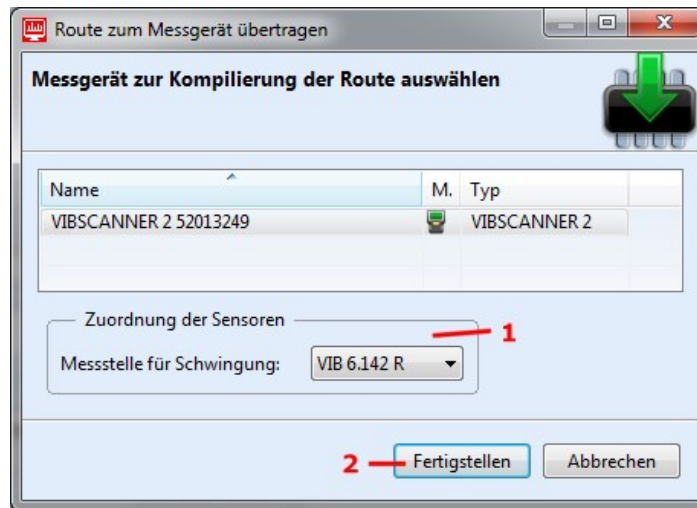 Route zum Messgerät übertragen
Messgerät zur Kompilierung der Route auswählen
Name M. Typ
VIBSCANNER 2 52013249 VIBSCANNER 2
Zuordnung der Sensoren
1
Messstelle für Schwingung: VIB 6.142 R
2 Fertigstellen Abbrechen